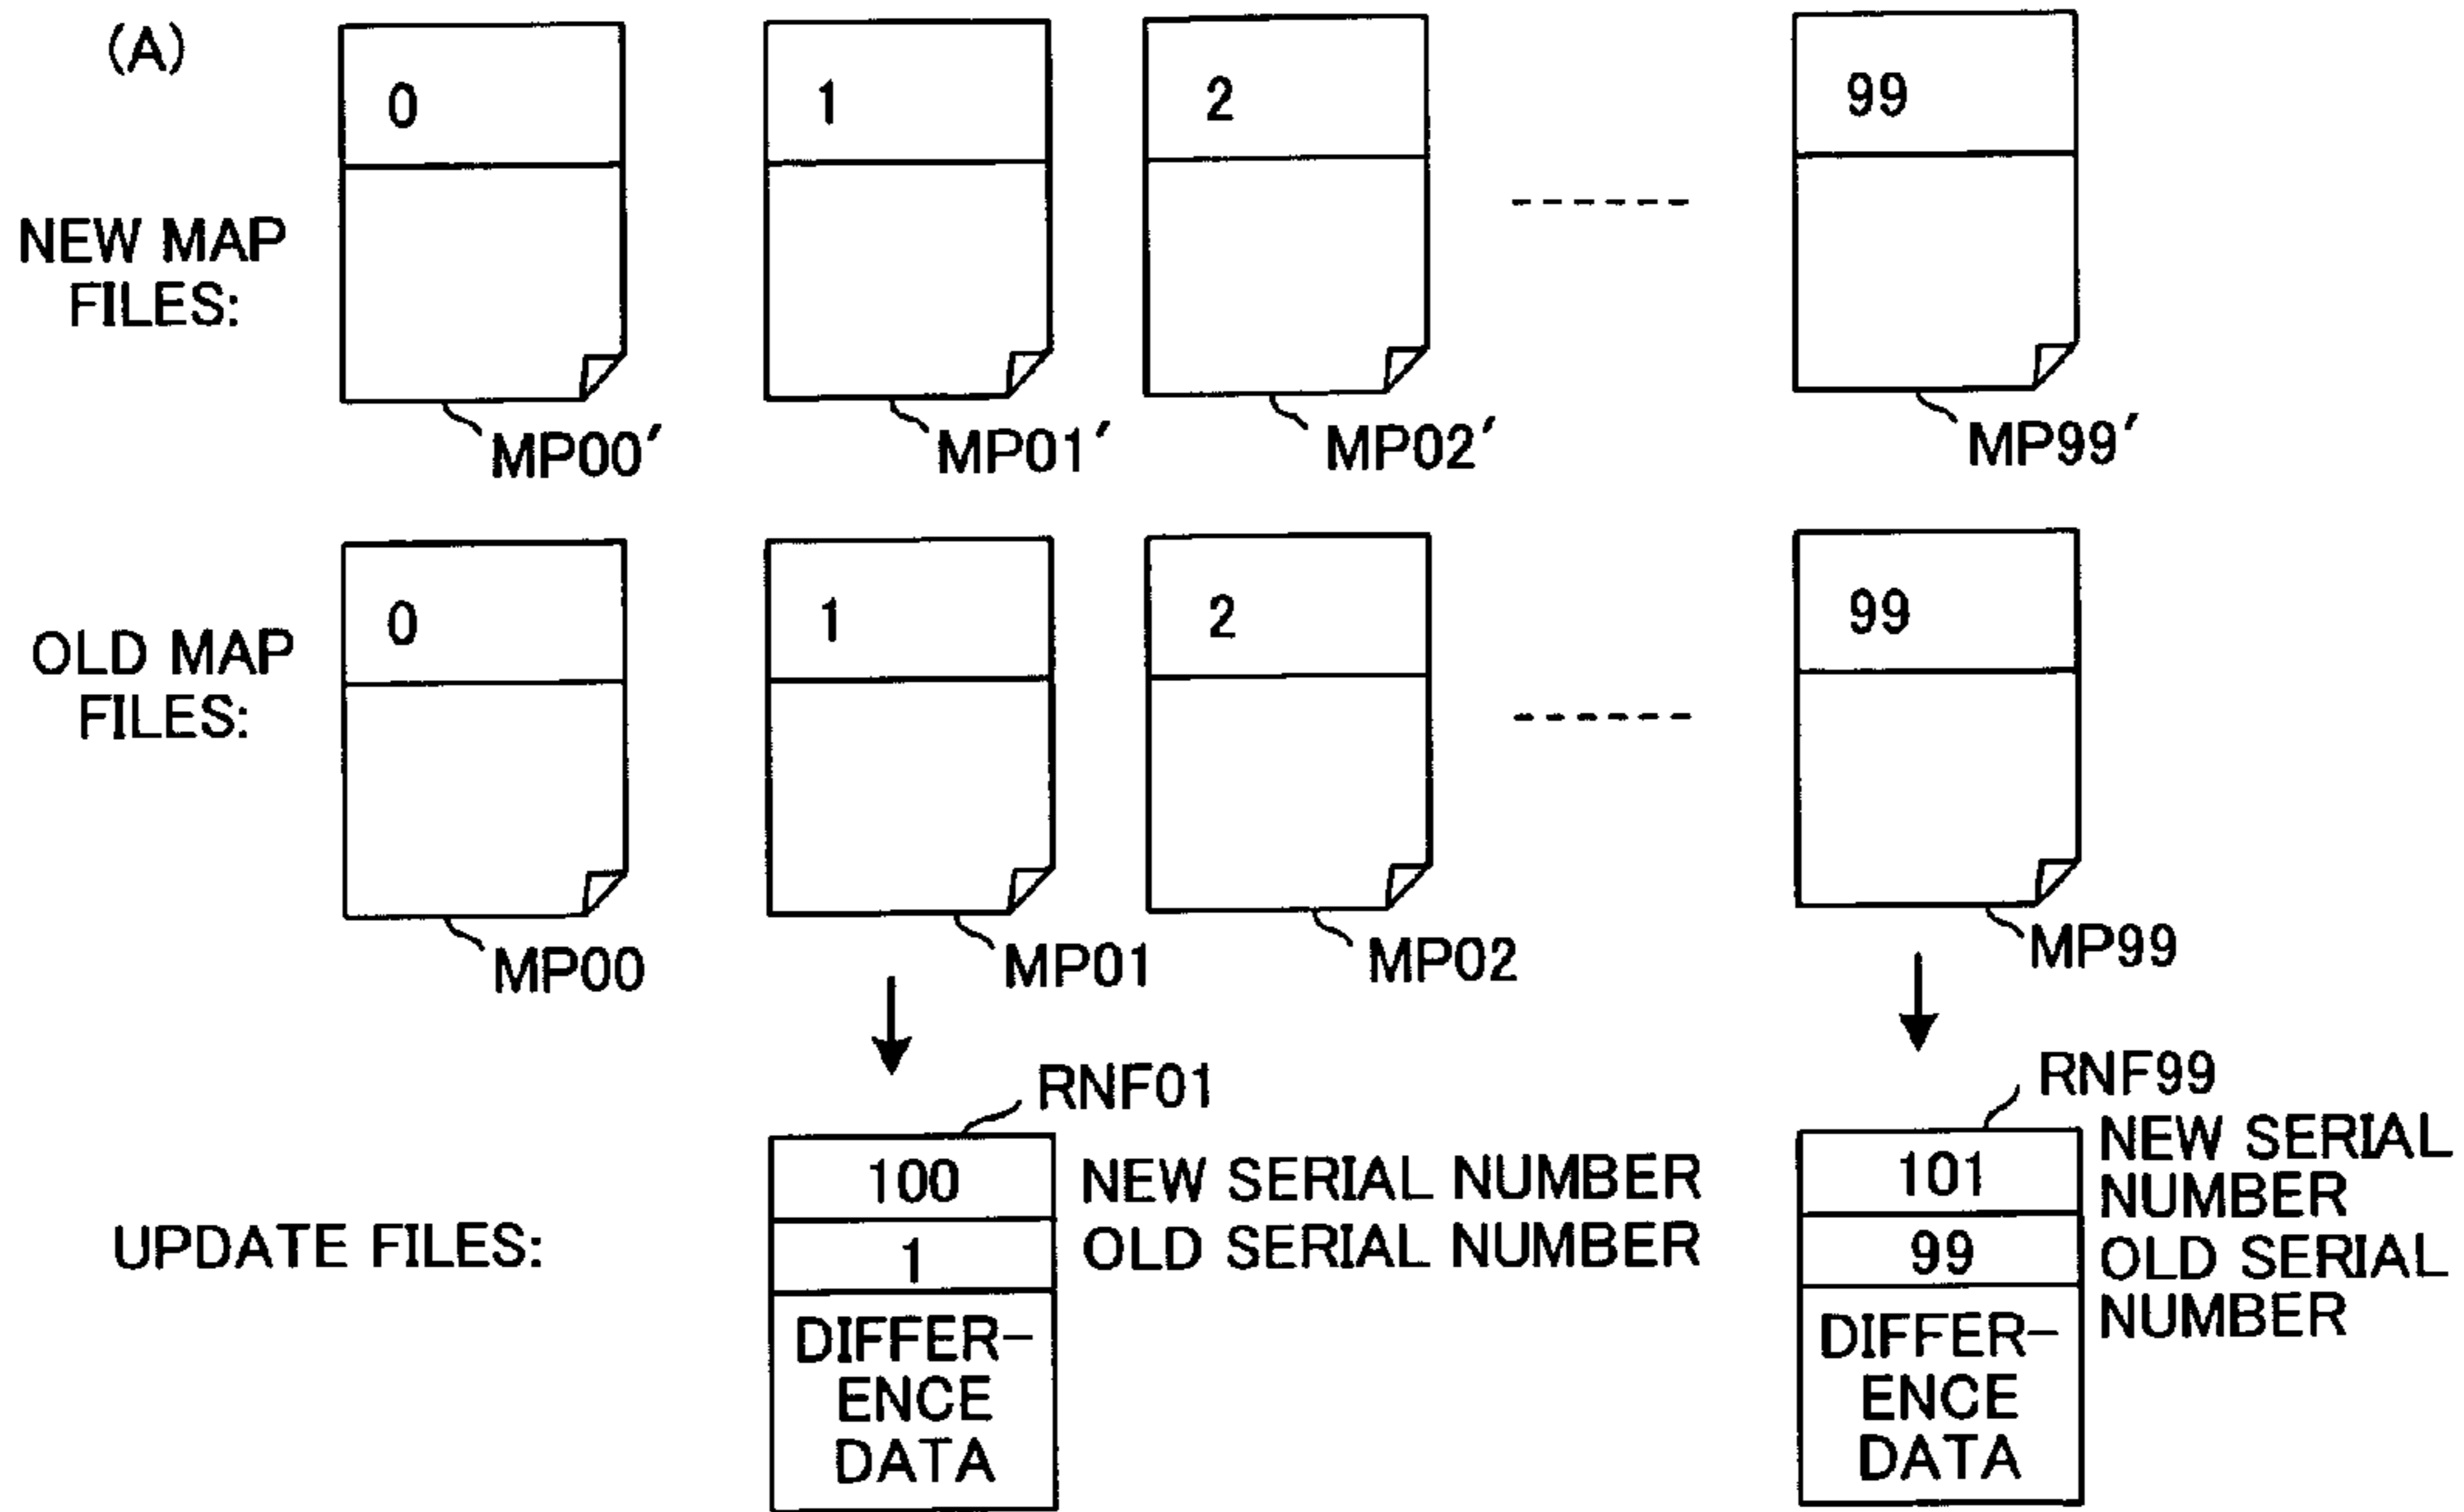 (A)
0
1
2
99
NEW MAP
FILES:
MP00′
MP01′
MP02′
MP99′
0
1
2
99
OLD MAP
FILES:
MP00
MP01
MP02
MP99
RNF01
RNF99
100
NEW SERIAL NUMBER
101
NEW SERIAL
NUMBER
UPDATE FILES:
1
OLD SERIAL NUMBER
99
OLD SERIAL
NUMBER
DIFFER-
ENCE
DATA
DIFFER-
ENCE
DATA